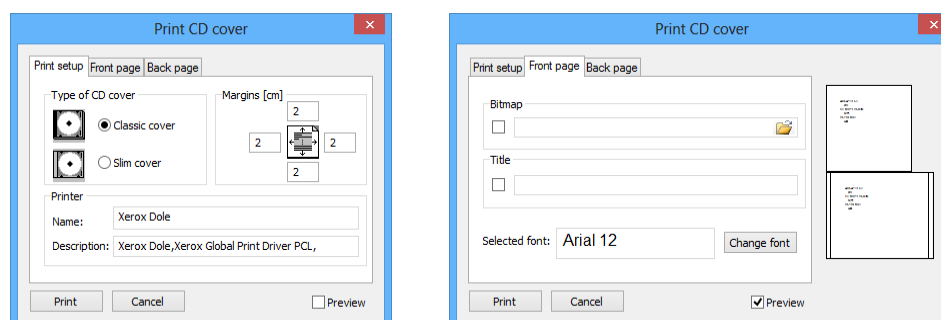 Print CD cover
Print setup Front page Back page
Type of CD cover
Classic cover
Slim cover
Margins [cm]
2
2 2
2
Printer
Name: Xerox Dole
Description: Xerox Dole,Xerox Global Print Driver PCL,
Print Cancel Preview
Print CD cover
Print setup Front page Back page
Bitmap
Title
Selected font: Arial 12 Change font
Print Cancel Preview